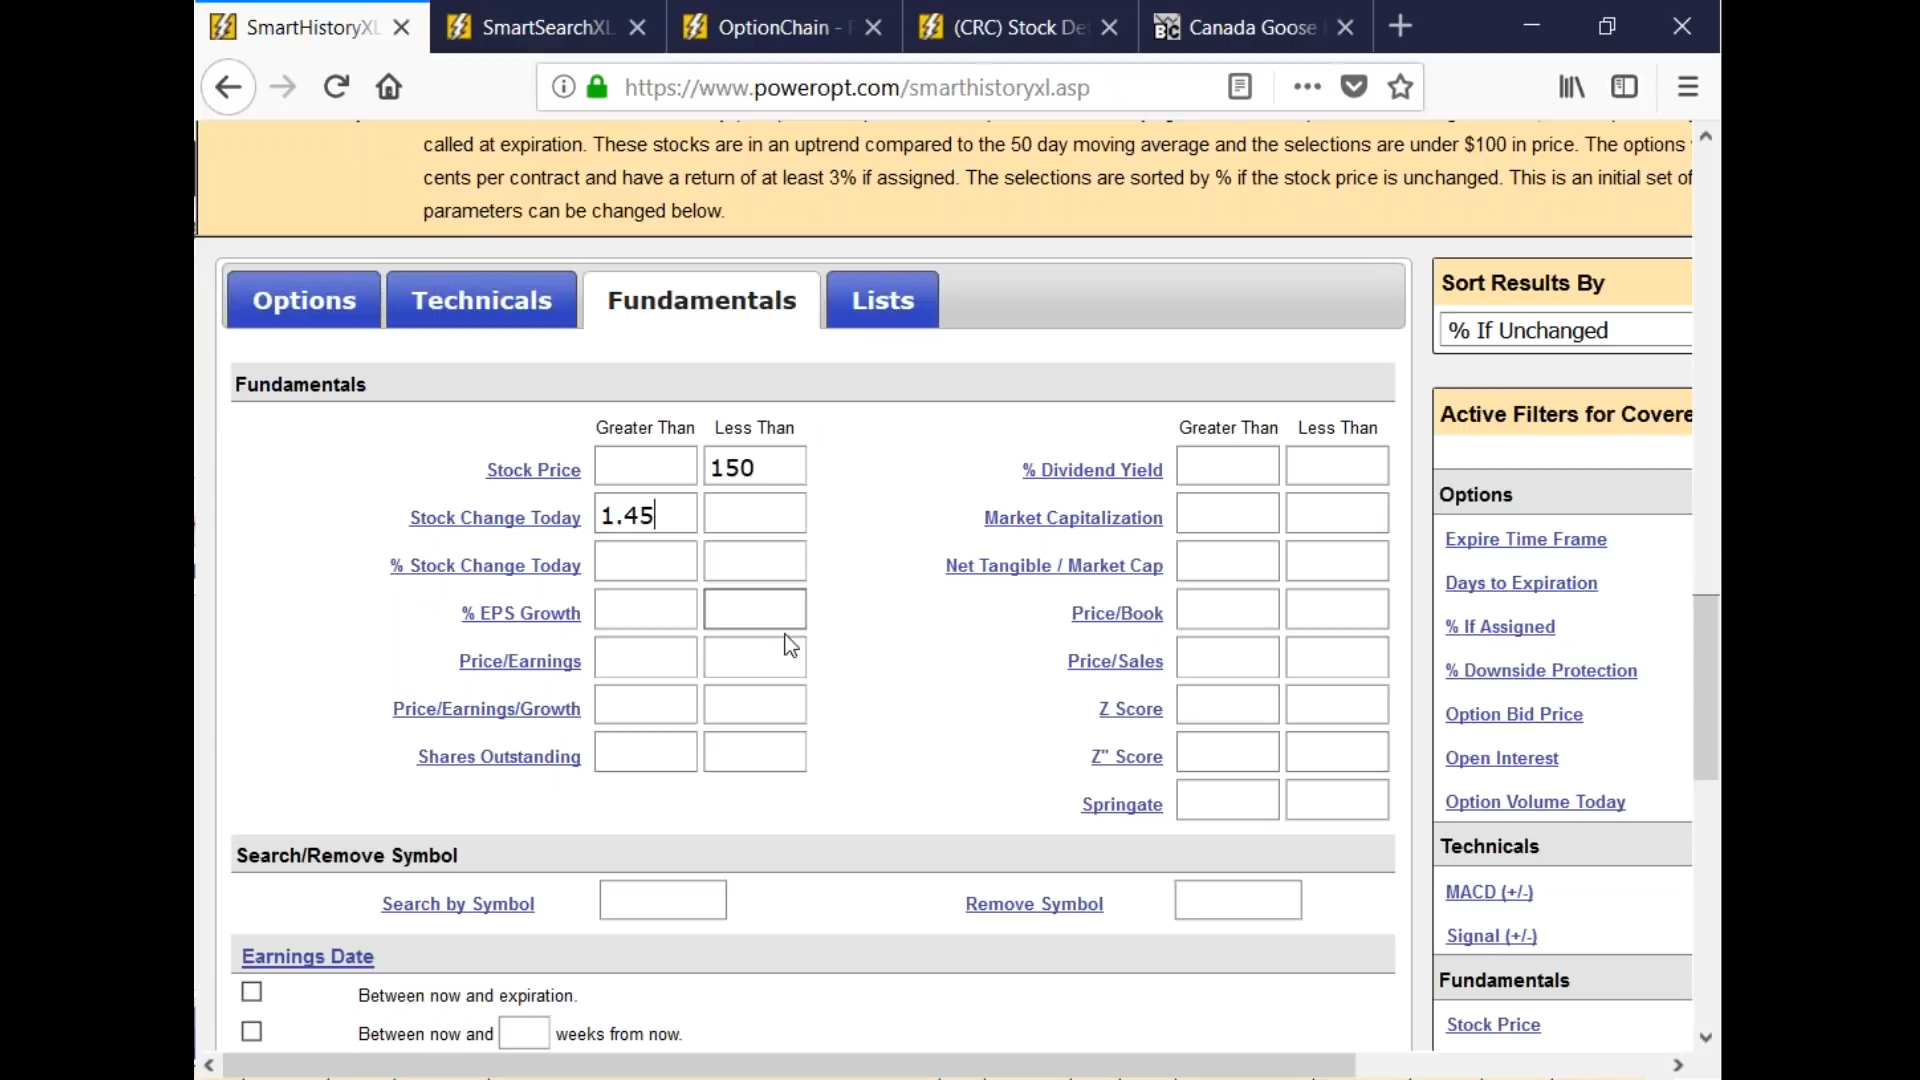 SmartHistoryXL
SmartSearchXL
OptionChain -
(CRC) Stock De
Canada Goose
https://www.poweropt.com/smarthistoryxl.asp
called at expiration. These stocks are in an uptrend compared to the 50 day moving average and the selections are under $100 in price. The options
cents per contract and have a return of at least 3% if assigned. The selections are sorted by % if the stock price is unchanged. This is an initial set of
parameters can be changed below.
Options
Technicals
Fundamentals
Lists
Fundamentals
Greater Than Less Than
Stock Price 150
Stock Change Today 1.45
% Stock Change Today
% EPS Growth
Price/Earnings
Price/Earnings/Growth
Shares Outstanding
Greater Than Less Than
% Dividend Yield
Market Capitalization
Net Tangible / Market Cap
Price/Book
Price/Sales
Z Score
Z" Score
Springate
Search/Remove Symbol
Search by Symbol
Remove Symbol
Earnings Date
Between now and expiration.
Between now and weeks from now.
Sort Results By
% If Unchanged
Active Filters for Covere
Options
Expire Time Frame
Days to Expiration
% If Assigned
% Downside Protection
Option Bid Price
Open Interest
Option Volume Today
Technicals
MACD (+/-)
Signal (+/-)
Fundamentals
Stock Price